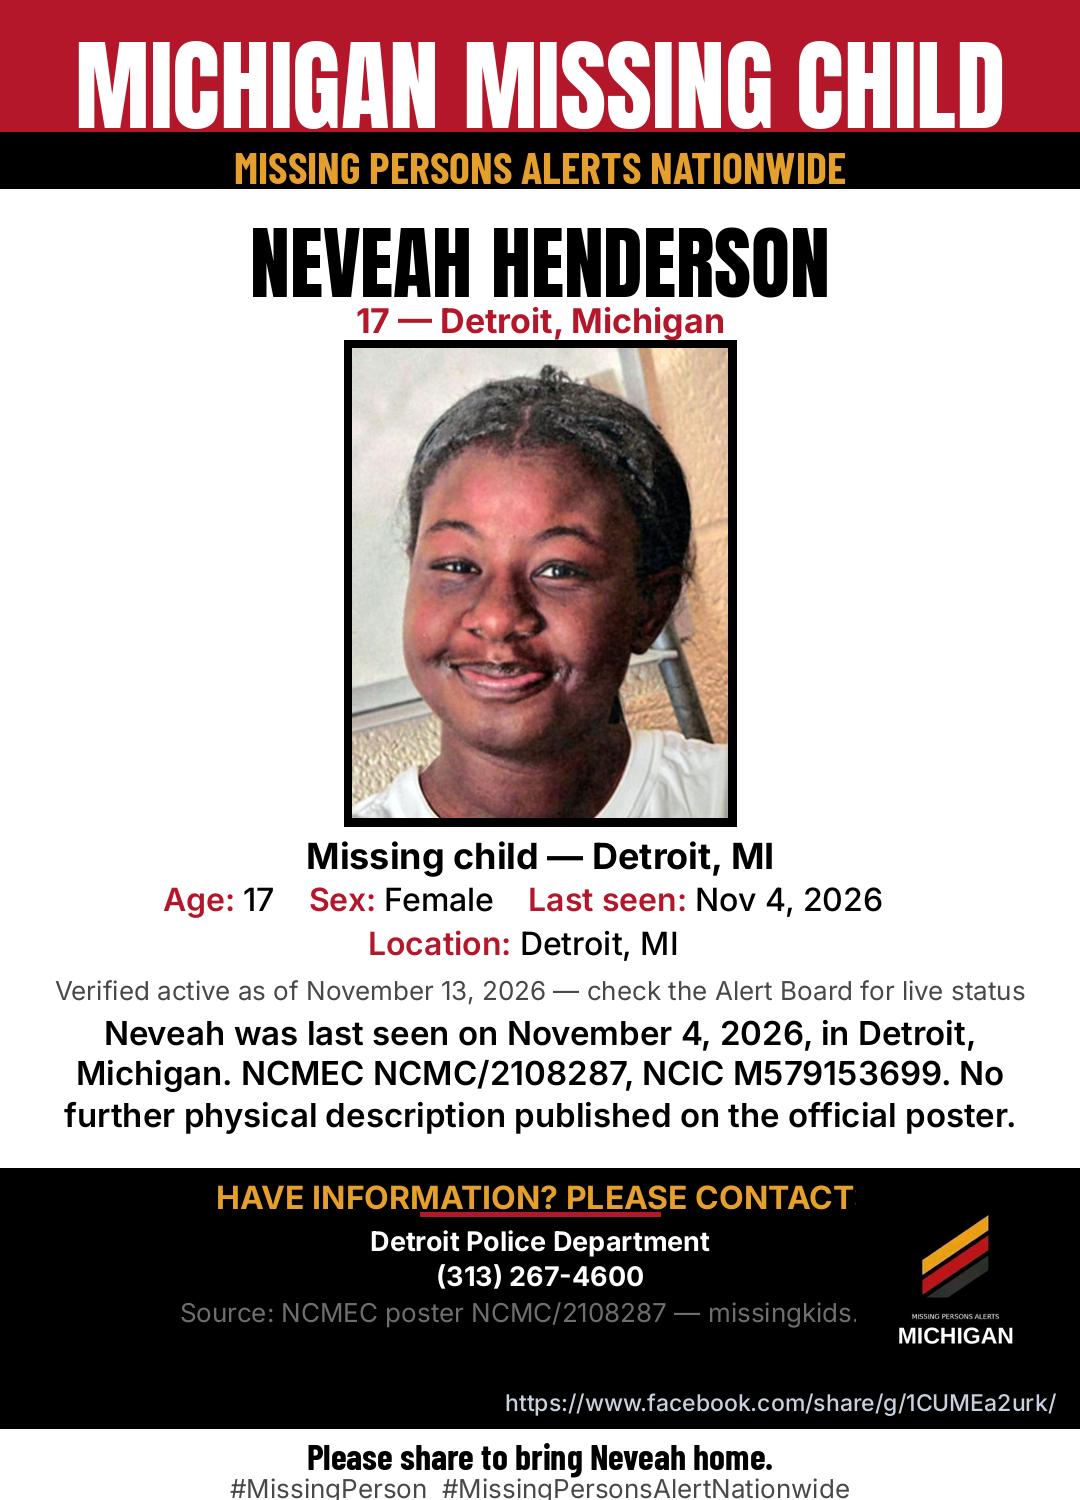 MICHIGAN MISSING CHILD
MISSING PERSONS ALERTS NATIONWIDE
NEVEAH HENDERSON
17 — Detroit, Michigan
Missing child — Detroit, MI
Age: 17 Sex: Female Last seen: Nov 4, 2026
Location: Detroit, MI
Verified active as of November 13, 2026 — check the Alert Board for live status
Neveah was last seen on November 4, 2026, in Detroit,
Michigan. NCMEC NCMC/2108287, NCIC M579153699. No
further physical description published on the official poster.
HAVE INFORMATION? PLEASE CONTACT
Detroit Police Department
(313) 267-4600
Source: NCMEC poster NCMC/2108287 — missingkids.
MISSING PERSONS ALERTS
MICHIGAN
https://www.facebook.com/share/g/1CUMEa2urk/
Please share to bring Neveah home.
#MissingPerson #MissingPersonsAlertNationwide